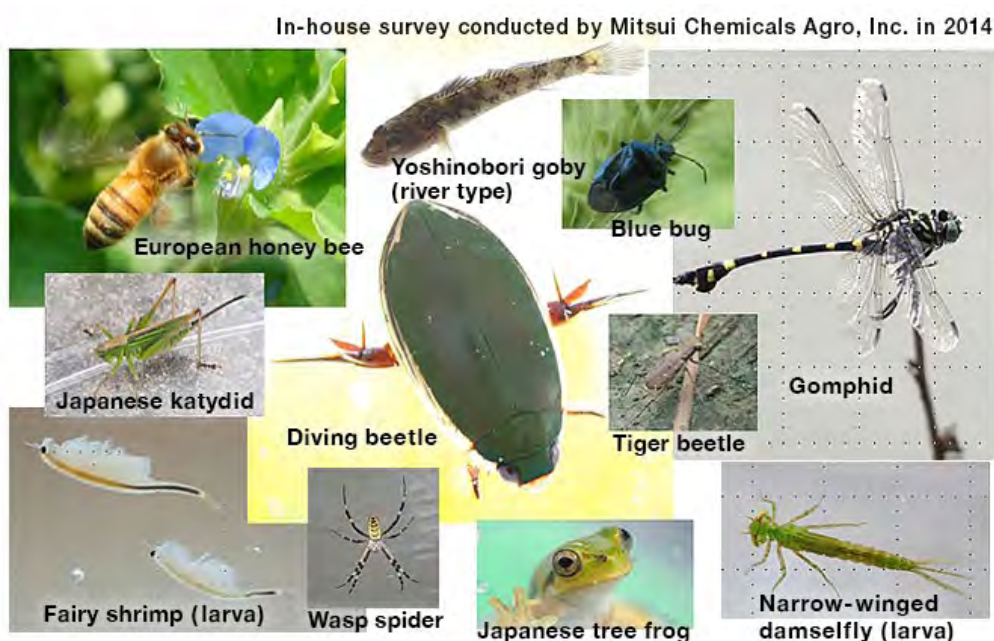 In-house survey conducted by Mitsui Chemicals Agro, Inc. in 2014
Yoshinobori goby
(river type)
Blue bug
European honey bee
Japanese katydid
Diving beetle
Tiger beetle
Gomphid
Fairy shrimp (larva)
Wasp spider
Japanese tree frog
Narrow-winged
damselfly (larva)